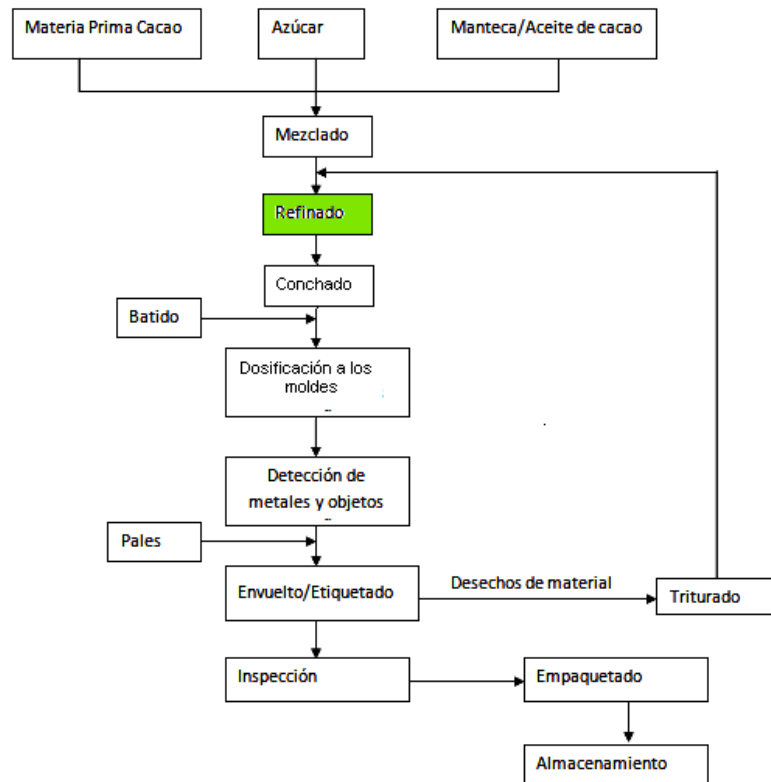 Materia Prima Cacao
Azúcar
Manteca/Aceite de cacao
Mezclado
Refinado
Conchado
Batido
Dosificación a los
moldes
Detección de
metales y objetos
Pales
Envuelto/Etiquetado
Desechos de material
Triturado
Inspección
Empaquetado
Almacenamiento